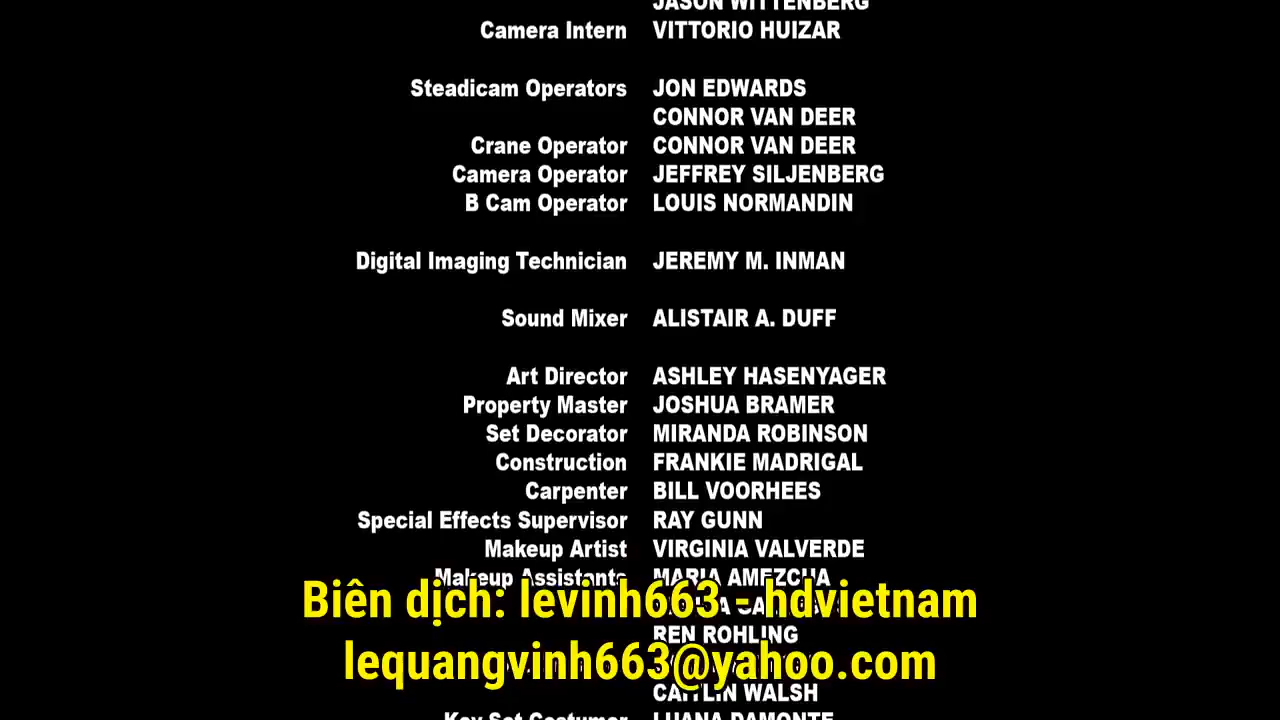 JASON WITTENBERG
Camera Intern VITTORIO HUIZAR
Steadicam Operators JON EDWARDS
CONNOR VAN DEER
Crane Operator CONNOR VAN DEER
Camera Operator JEFFREY SILJENBERG
B Cam Operator LOUIS NORMANDIN
Digital Imaging Technician JEREMY M. INMAN
Sound Mixer ALISTAIR A. DUFF
Art Director ASHLEY HASENYAGER
Property Master JOSHUA BRAMER
Set Decorator MIRANDA ROBINSON
Construction FRANKIE MADRIGAL
Carpenter BILL VOORHEES
Special Effects Supervisor RAY GUNN
Makeup Artist VIRGINIA VALVERDE
Makeup Assistants MARIA AMEZCUA
Biên dịch: levinh663 - hdvietnam
REN ROHLING
lequangvinh663@yahoo.com
CAITLIN WALSH
Key Set Costumer LUANA DAMONTE